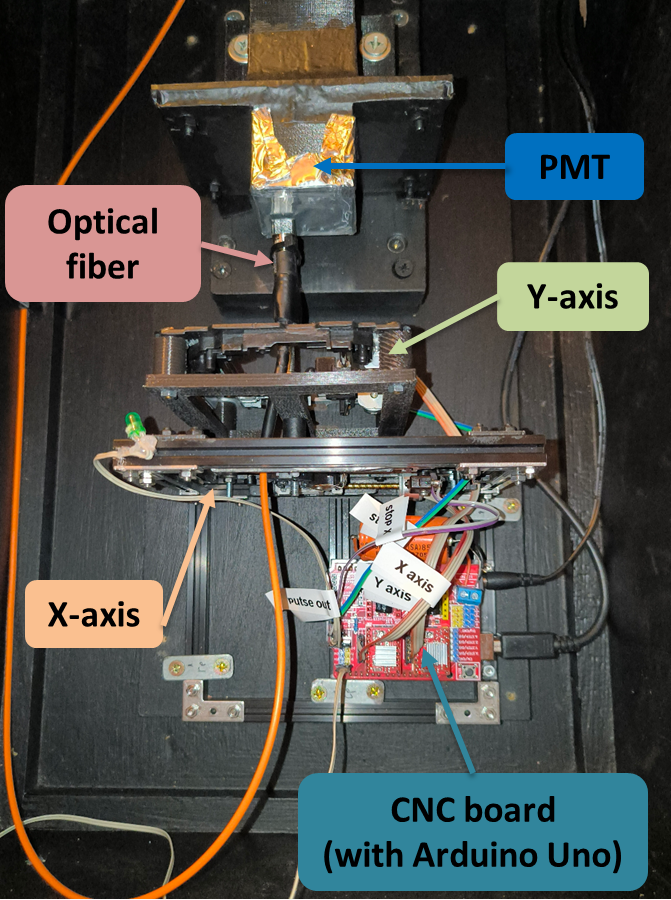 PMT
Optical
fiber
Y-axis
stop x
X axis
Y axis
pulse out
X-axis
CNC board
(with Arduino Uno)